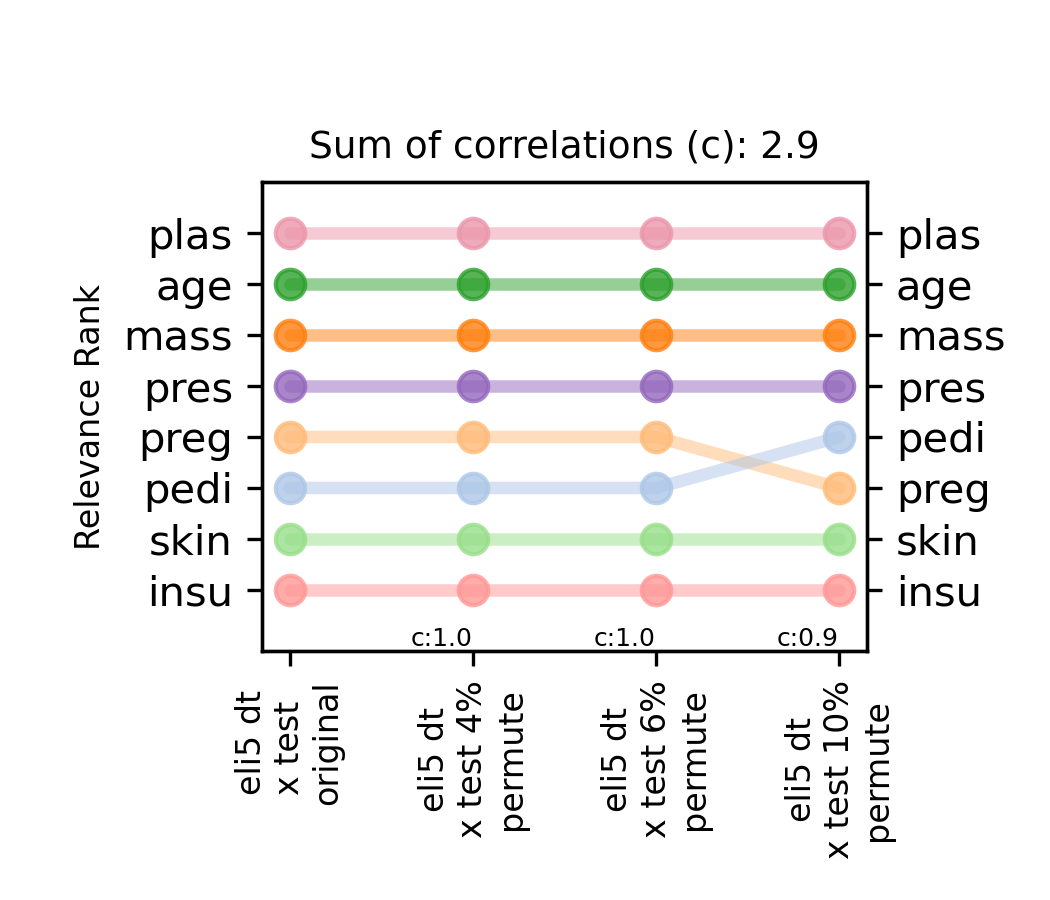 Sum of correlations (c): 2.9
Relevance Rank
plas
age
mass
pres
preg
pedi
skin
insu
plas
age
mass
pres
pedi
preg
skin
insu
c:1.0
c:1.0
c:0.9
eli5 dt
x test
original
eli5 dt
x test 4%
permute
eli5 dt
x test 6%
permute
eli5 dt
x test 10%
permute